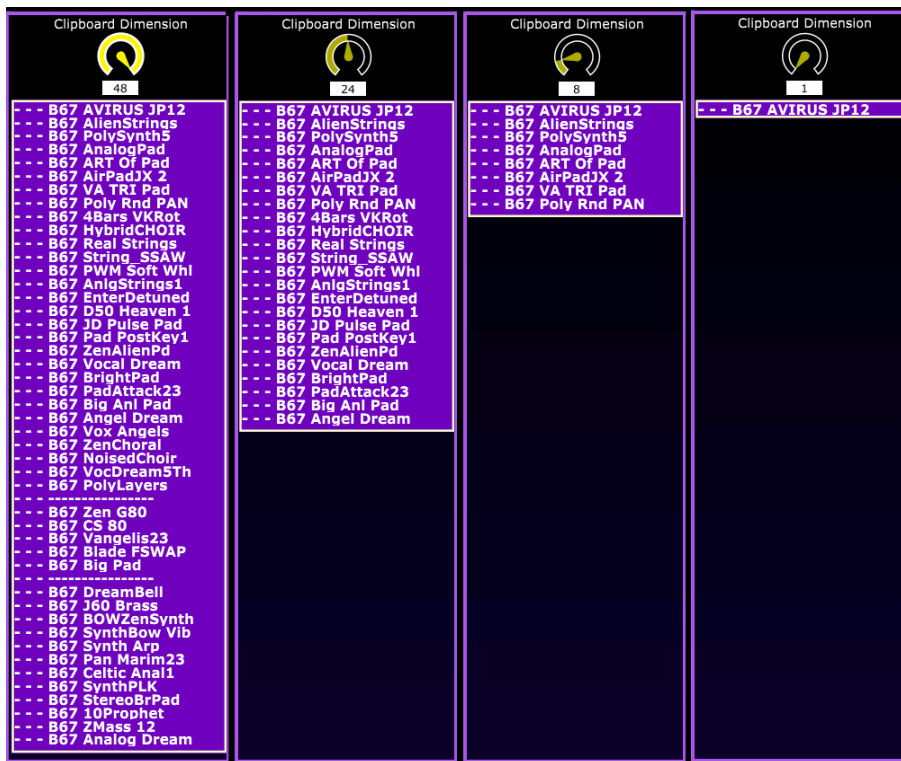 Clipboard Dimension
48
- - - B67 AVIRUS JP12
- - - B67 AlienStrings
- - - B67 PolySynth5
- - - B67 AnalogPad
- - - B67 ART Of Pad
- - - B67 AirPadJX 2
- - - B67 VA TRI Pad
- - - B67 Poly Rnd PAN
- - - B67 4Bars VKRot
- - - B67 HybridCHOIR
- - - B67 Real Strings
- - - B67 String_SSAW
- - - B67 PWM Soft Whl
- - - B67 AnlgStrings1
- - - B67 EnterDetuned
- - - B67 D50 Heaven 1
- - - B67 JD Pulse Pad
- - - B67 Pad PostKey1
- - - B67 ZenAlienPd
- - - B67 Vocal Dream
- - - B67 BrightPad
- - - B67 PadAttack23
- - - B67 Big Anl Pad
- - - B67 Angel Dream
- - - B67 Vox Angels
- - - B67 ZenChoral
- - - B67 NoisedChoir
- - - B67 VocDream5Th
- - - B67 PolyLayers
- - - ----------------
- - - B67 Zen G80
- - - B67 CS 80
- - - B67 Vangelis23
- - - B67 Blade FSWAP
- - - B67 Big Pad
- - - ----------------
- - - B67 DreamBell
- - - B67 J60 Brass
- - - B67 BOWZenSynth
- - - B67 SynthBow Vib
- - - B67 Synth Arp
- - - B67 Pan Marim23
- - - B67 Celtic Anal1
- - - B67 SynthPLK
- - - B67 StereoBrPad
- - - B67 10Prophet
- - - B67 ZMass 12
- - - B67 Analog Dream
Clipboard Dimension
24
- - - B67 AVIRUS JP12
- - - B67 AlienStrings
- - - B67 PolySynth5
- - - B67 AnalogPad
- - - B67 ART Of Pad
- - - B67 AirPadJX 2
- - - B67 VA TRI Pad
- - - B67 Poly Rnd PAN
- - - B67 4Bars VKRot
- - - B67 HybridCHOIR
- - - B67 Real Strings
- - - B67 String_SSAW
- - - B67 PWM Soft Whl
- - - B67 AnlgStrings1
- - - B67 EnterDetuned
- - - B67 D50 Heaven 1
- - - B67 JD Pulse Pad
- - - B67 Pad PostKey1
- - - B67 ZenAlienPd
- - - B67 Vocal Dream
- - - B67 BrightPad
- - - B67 PadAttack23
- - - B67 Big Anl Pad
- - - B67 Angel Dream
Clipboard Dimension
8
- - - B67 AVIRUS JP12
- - - B67 AlienStrings
- - - B67 PolySynth5
- - - B67 AnalogPad
- - - B67 ART Of Pad
- - - B67 AirPadJX 2
- - - B67 VA TRI Pad
- - - B67 Poly Rnd PAN
Clipboard Dimension
1
- - - B67 AVIRUS JP12